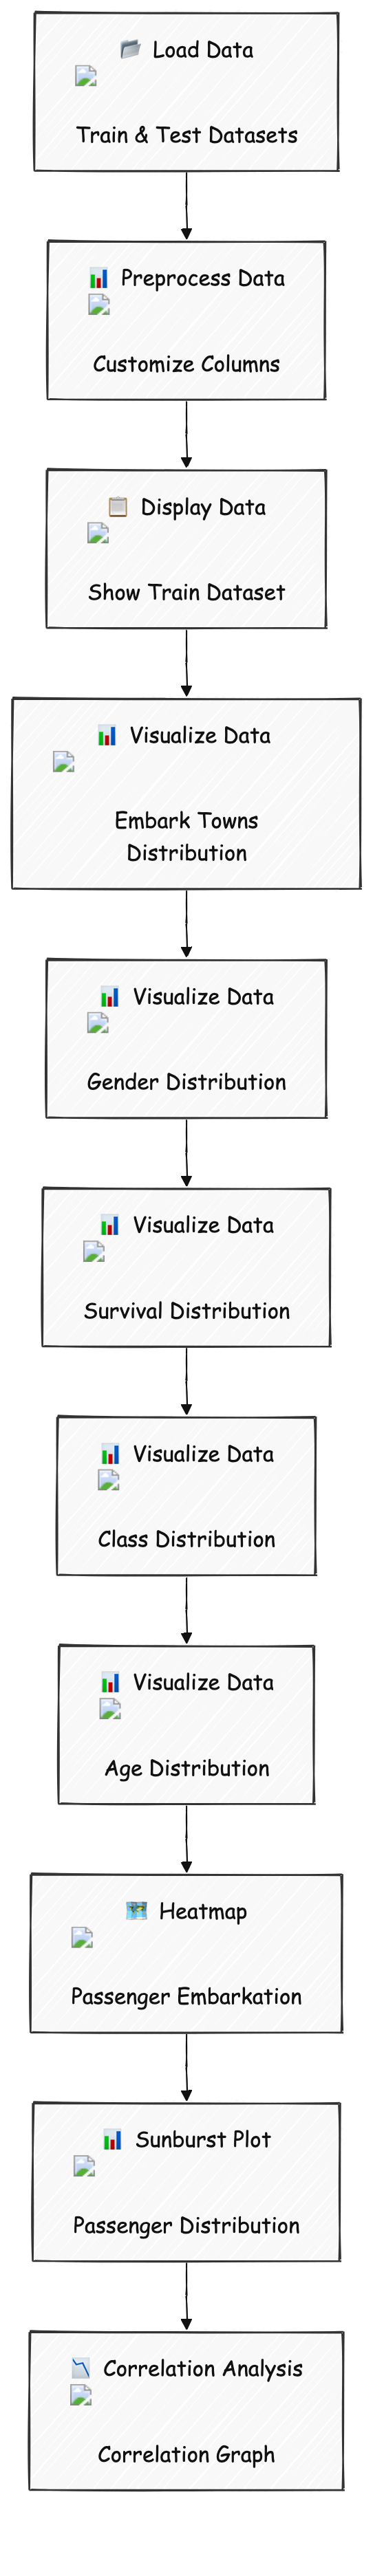 Load Data
Train & Test Datasets
Preprocess Data
Customize Columns
Display Data
Show Train Dataset
Visualize Data
Embark Towns
Distribution
Visualize Data
Gender Distribution
Visualize Data
Survival Distribution
Visualize Data
Class Distribution
Visualize Data
Age Distribution
Heatmap
Passenger Embarkation
Sunburst Plot
Passenger Distribution
Correlation Analysis
Correlation Graph